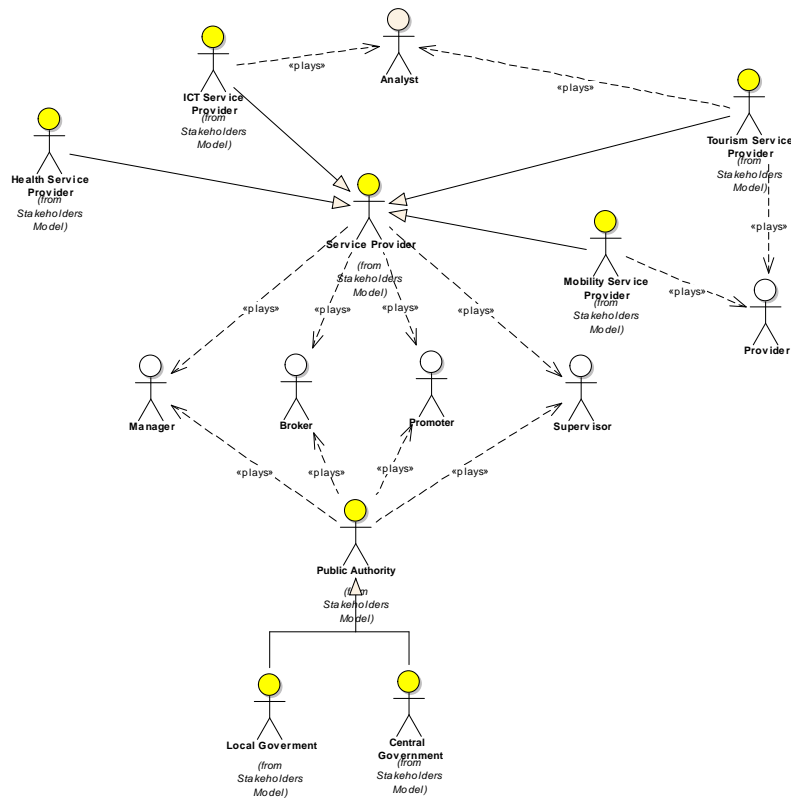 Analyst
«plays»
«plays»
ICT Service
Provider
(from
Stakeholders
Model)
Tourism Service
Provider
(from
Stakeholders
Model)
Health Service
Provider
(from
Stakeholders
Model)
«plays»
Service Provider
(from
Stakeholders
Model)
Mobility Service
Provider
(from
Stakeholders
Model)
«plays»
Provider
«plays»
«plays»
«plays»
«plays»
Manager
Broker
Promoter
Supervisor
«plays»
«plays»
«plays»
«plays»
Public Authority
(from
Stakeholders
Model)
Local Goverment
(from
Stakeholders
Model)
Central
Government
(from
Stakeholders
Model)